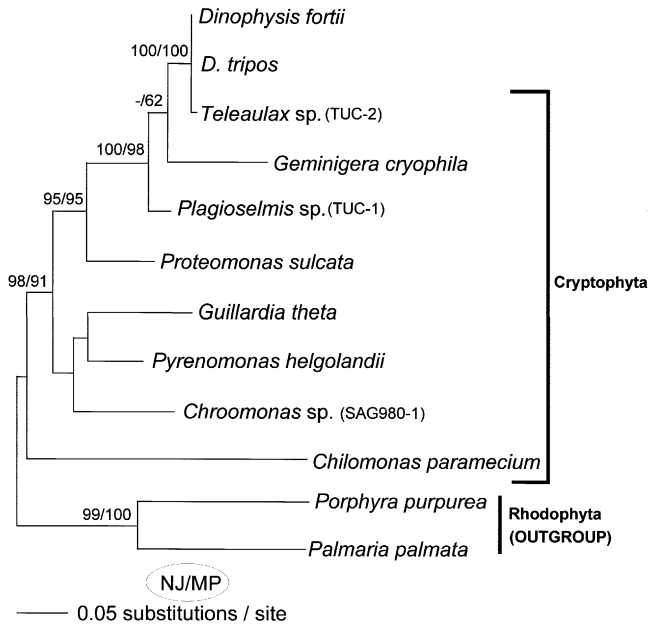 Dinophysis fortii
100/100
D. tripos
-/62
Teleaulax sp. (TUC-2)
100/98
Geminigera cryophila
95/95
Plagioselmis sp. (TUC-1)
Proteomonas sulcata
98/91
Cryptophyta
Guillardia theta
Pyrenomonas helgolandii
Chroomonas sp. (SAG980-1)
Chilomonas paramecium
Porphyra purpurea
99/100
Rhodophyta
(OUTGROUP)
Palmaria palmata
NJ/MP
0.05 substitutions / site